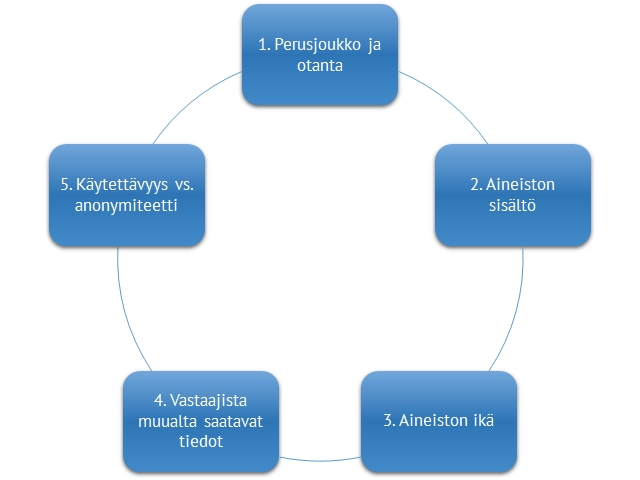 1. Perusjoukko ja
otanta
2. Aineiston
sisältö
3. Aineiston ikä
4. Vastaajista
muualta saatavat
tiedot
5. Käytettävyys vs.
anonymiteetti